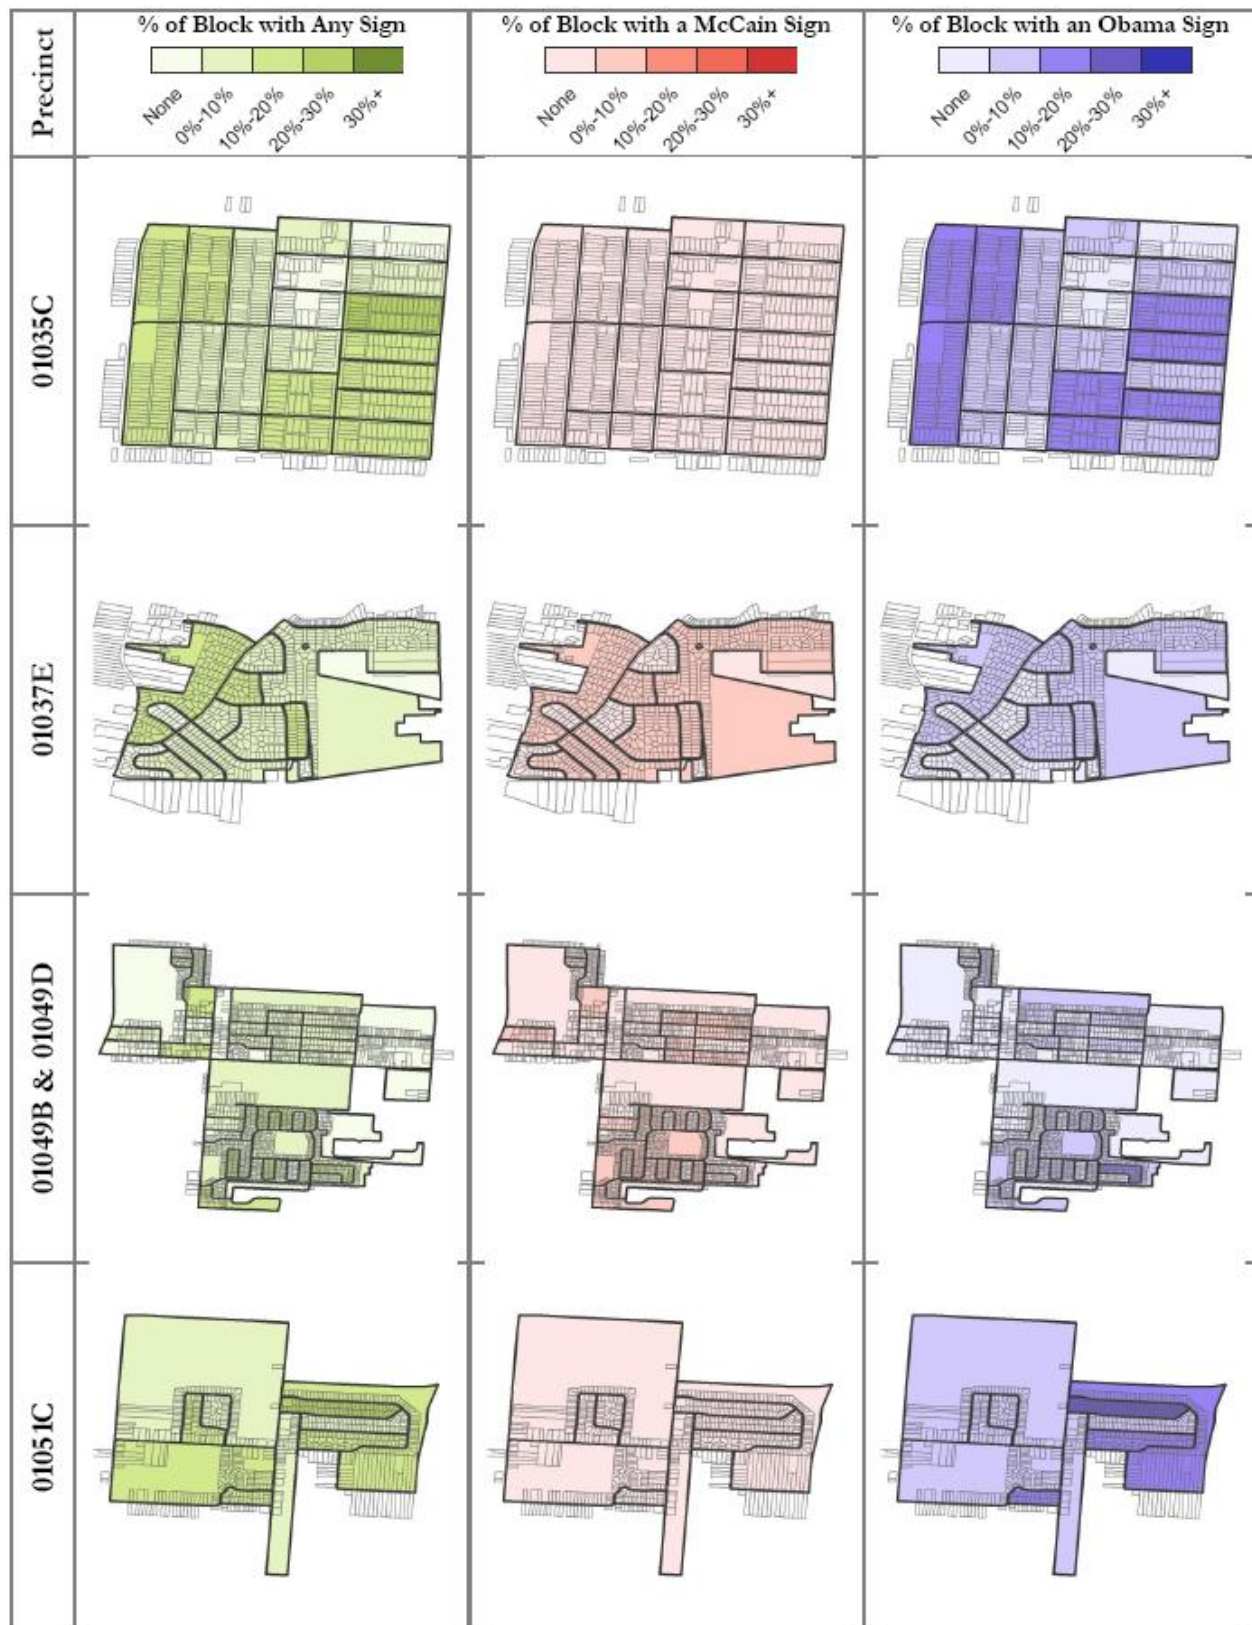 Precinct
% of Block with Any Sign
None
0%-10%
10%-20%
20%-30%
30%+
% of Block with a McCain Sign
None
0%-10%
10%-20%
20%-30%
30%+
% of Block with an Obama Sign
None
0%-10%
10%-20%
20%-30%
30%+
01035C
01037E
01049B & 01049D
01051C